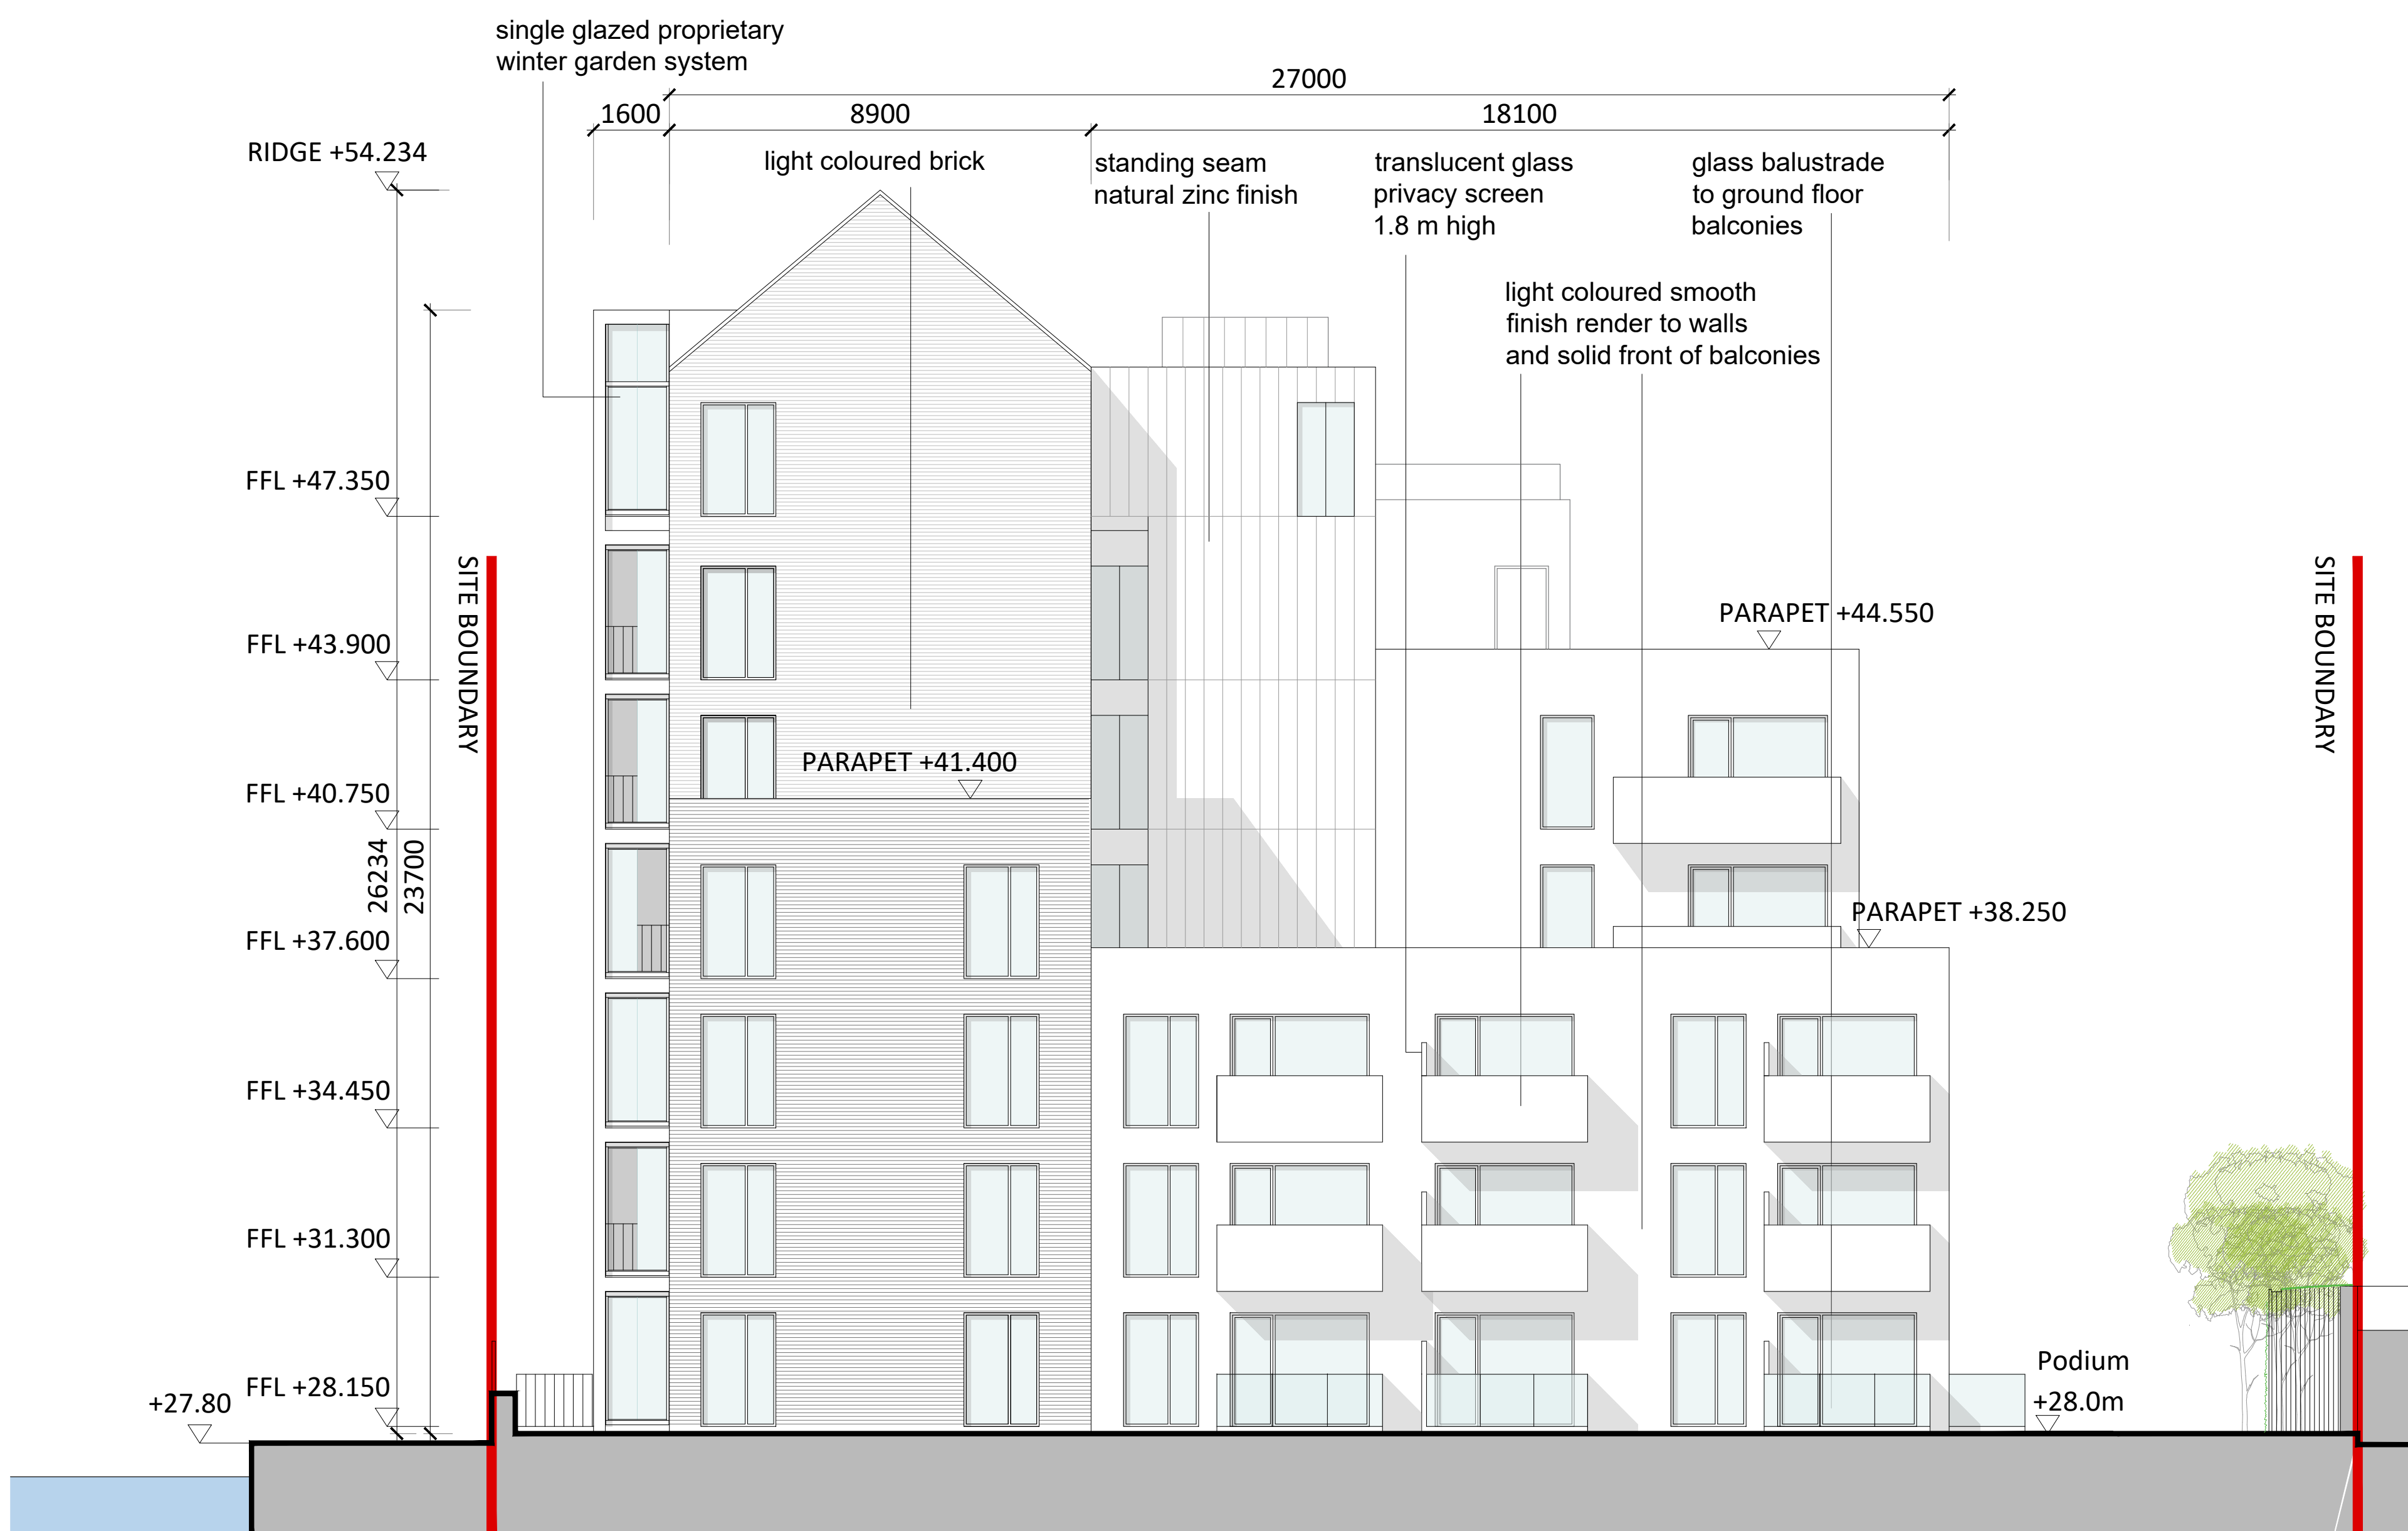 single glazed proprietary
winter garden system
27000
1600
8900
18100
RIDGE +54.234
light coloured brick
standing seam
natural zinc finish
translucent glass
privacy screen
1.8 m high
glass balustrade
to ground floor
balconies
light coloured smooth
finish render to walls
and solid front of balconies
FFL +47.350
SITE BOUNDARY
SITE BOUNDARY
PARAPET +44.550
FFL +43.900
PARAPET +41.400
FFL +40.750
26234
23700
PARAPET +38.250
FFL +37.600
FFL +34.450
FFL +31.300
FFL +28.150
+27.80
Podium
+28.0m